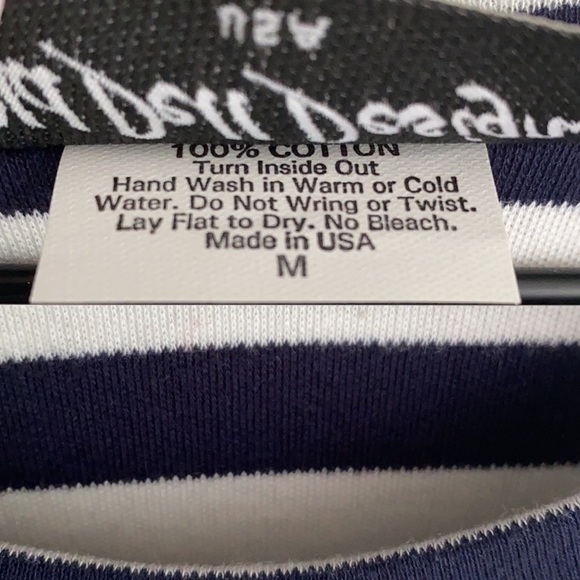 USA
100% COTTON
Turn Inside Out
Hand Wash in Warm or Cold
Water. Do Not Wring or Twist.
Lay Flat to Dry. No Bleach.
Made in USA
M